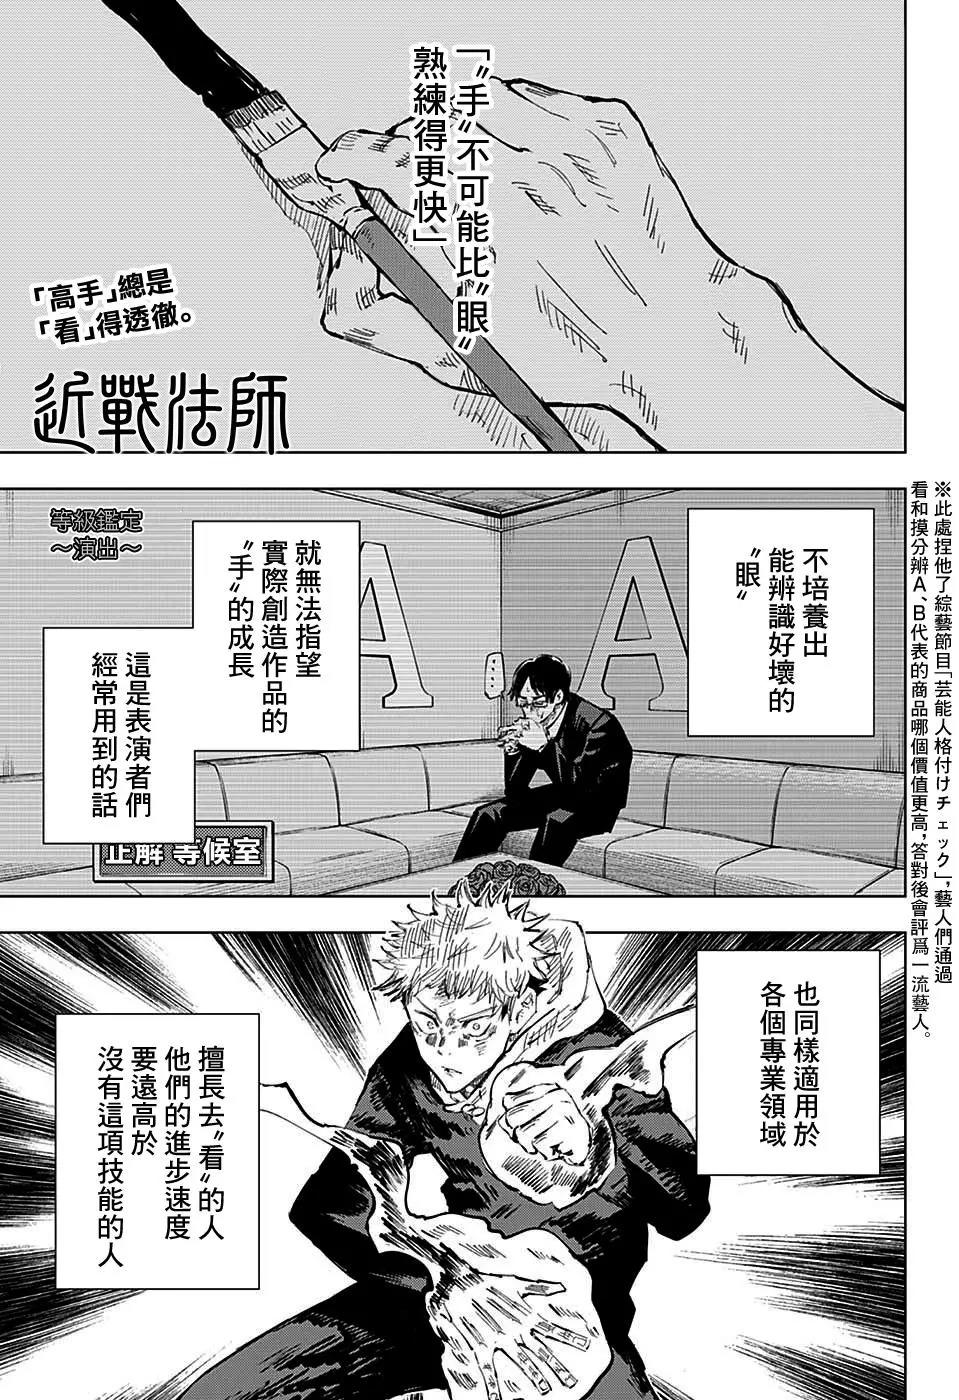 「〝手〞不可能比〝眼〞
熟練得更快」
「高手」總是
「看」得透徹。
近戰法師
※此處捏他了綜藝節目「芸能人格付けチェック」，藝人們通過
看和摸分辨A、B代表的商品哪個價值更高，答對後會評爲一流藝人。
不培養出
能辨識好壞的
〝眼〞
就無法指望
實際創造作品的
〝手〞的成長
等級鑑定
～演出～
這是表演者們
經常用到的話
A
A
…
正解 等候室
也同樣適用於
各個專業領域
擅長去〝看〞的人
他們的進步速度
要遠高於
沒有這項技能的人